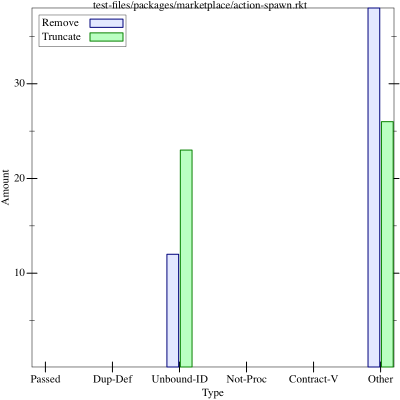 test-files/packages/marketplace/action-spawn.rkt
Remove
Truncate
Amount
30
20
10
Passed Dup-Def Unbound-ID Not-Proc Contract-V Other
Type